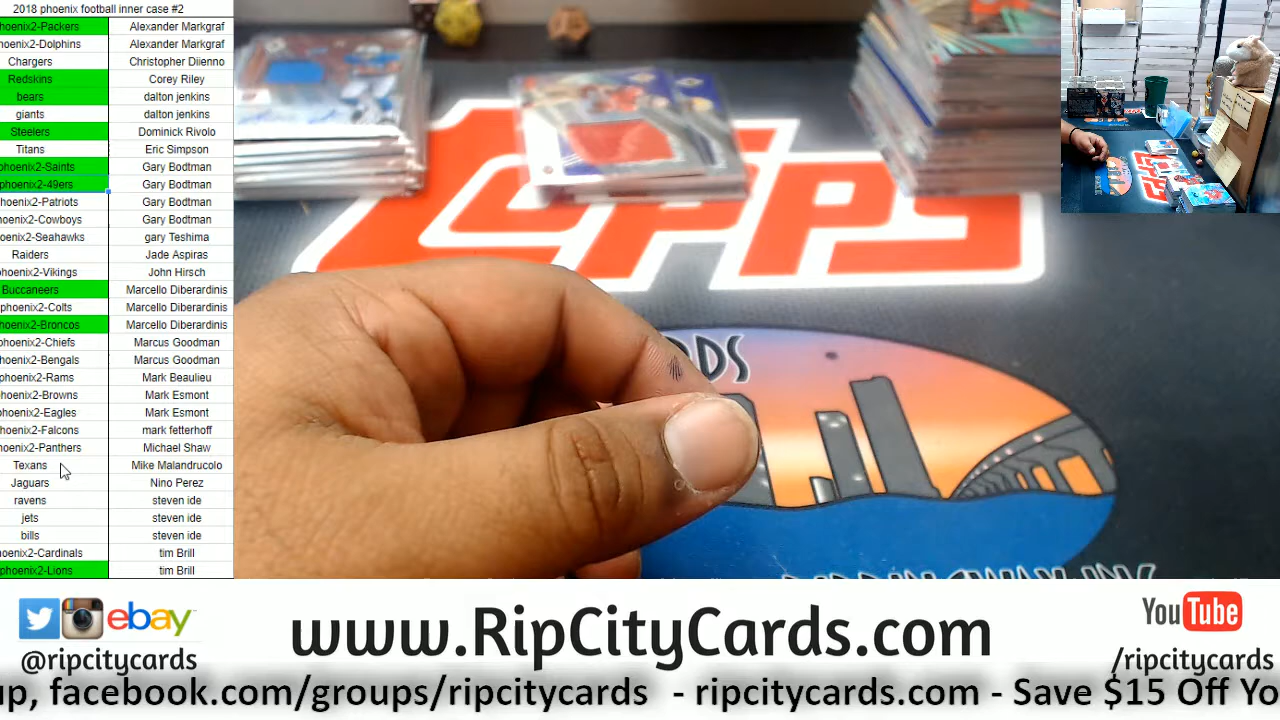 2018 phoenix football inner case #2
hoenix2-Packers Alexander Markgraf
hoenix2-Dolphins Alexander Markgraf
Chargers Christopher Diienno
Redskins Corey Riley
bears dalton jenkins
giants dalton jenkins
Steelers Dominick Rivolo
Titans Eric Simpson
phoenix2-Saints Gary Bodtman
phoenix2-49ers Gary Bodtman
hoenix2-Patriots Gary Bodtman
hoenix2-Cowboys Gary Bodtman
oenix2-Seahawks gary Teshima
Raiders Jade Aspiras
phoenix2-Vikings John Hirsch
Buccaneers Marcello Diberardinis
phoenix2-Colts Marcello Diberardinis
hoenix2-Broncos Marcello Diberardinis
phoenix2-Chiefs Marcus Goodman
hoenix2-Bengals Marcus Goodman
phoenix2-Rams Mark Beaulieu
hoenix2-Browns Mark Esmont
phoenix2-Eagles Mark Esmont
hoenix2-Falcons mark fetterhoff
hoenix2-Panthers Michael Shaw
Texans Mike Malandrucolo
Jaguars Nino Perez
ravens steven ide
jets steven ide
bills steven ide
oenix2-Cardinals tim Brill
phoenix2-Lions tim Brill
TOPPS
RDS
ebay
@ripcitycards
www.RipCityCards.com
YouTube
/ripcitycards
up, facebook.com/groups/ripcitycards - ripcitycards.com - Save $15 Off Yo